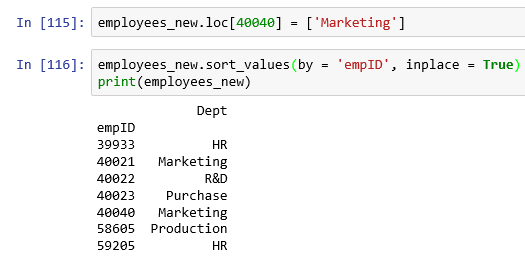 In [115]: employees_new.loc[40040] = ['Marketing']
In [116]: employees_new.sort_values(by = 'empID', inplace = True)
print(employees_new)
Dept
empID
39933 HR
40021 Marketing
40022 R&D
40023 Purchase
40040 Marketing
58605 Production
59205 HR